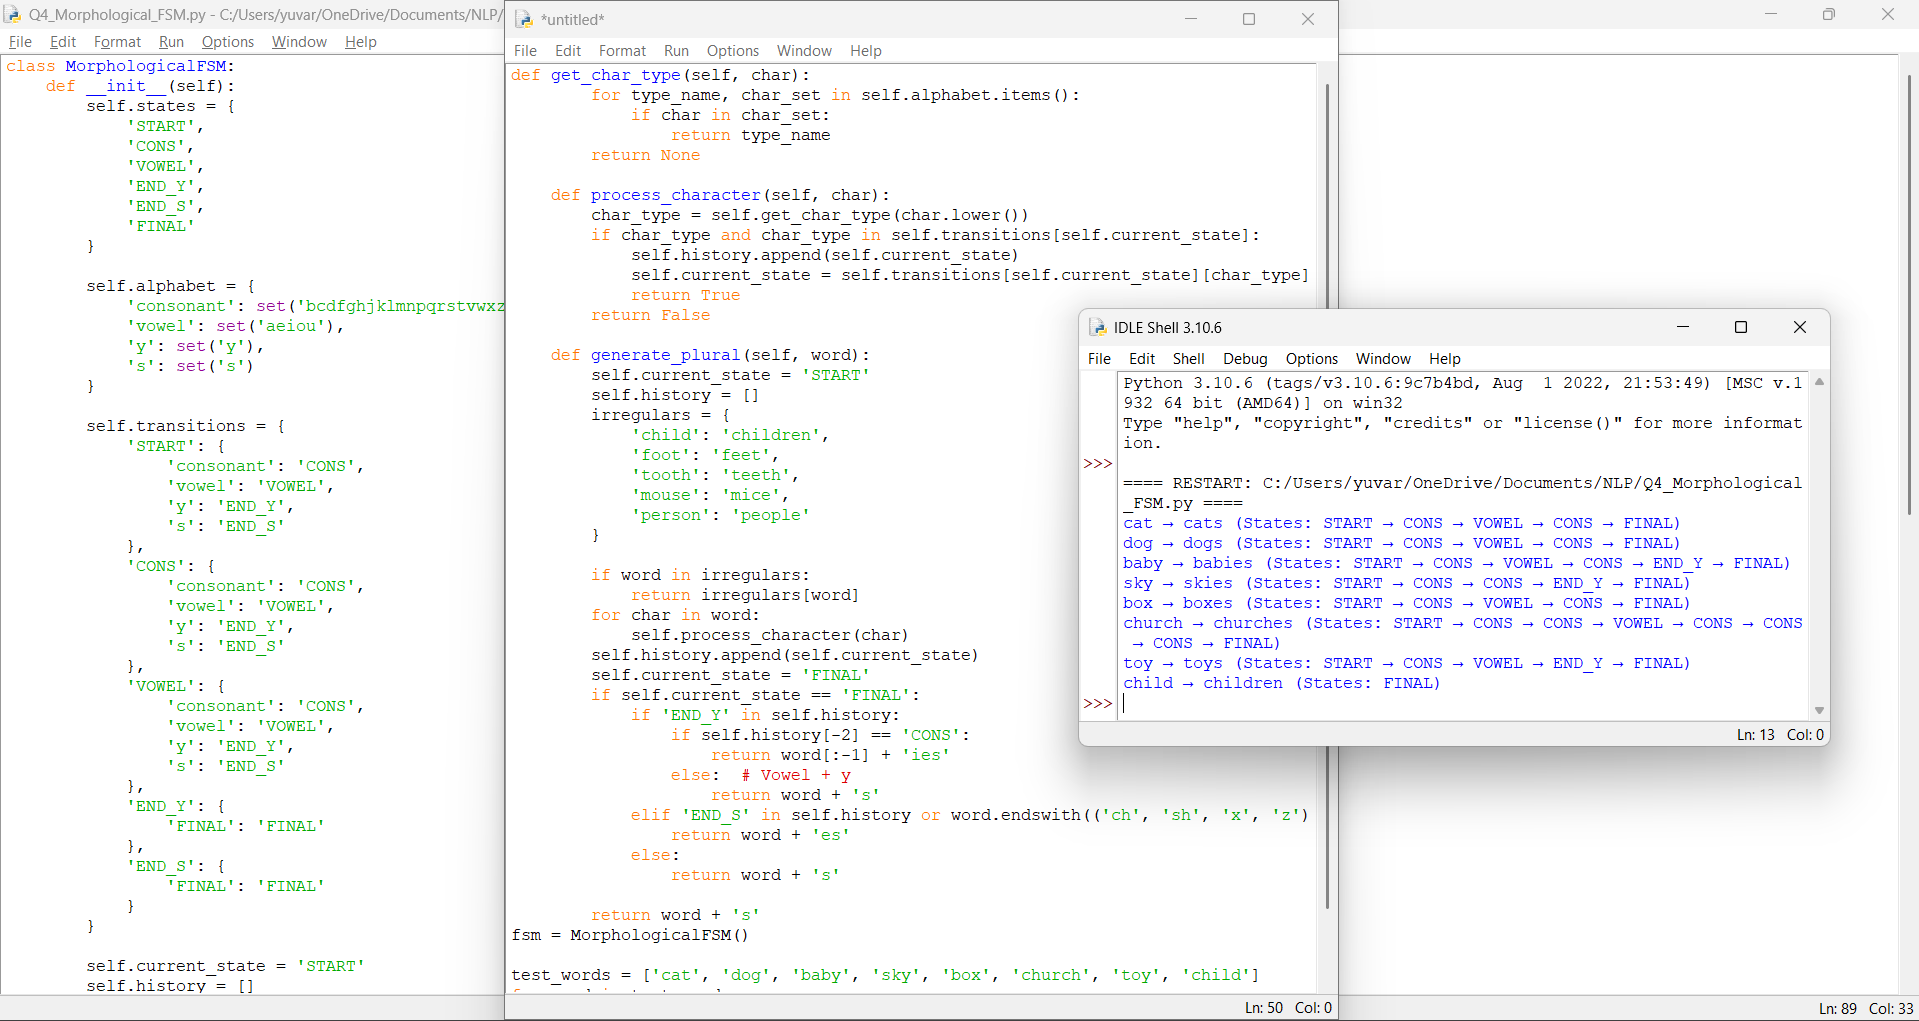 Q4_Morphological_FSM.py - C:/Users/yuvar/OneDrive/Documents/NLP/
File Edit Format Run Options Window Help
class MorphologicalFSM:
    def __init__(self):
        self.states = {
            'START',
            'CONS',
            'VOWEL',
            'END_Y',
            'END_S',
            'FINAL'
        }
        self.alphabet = {
            'consonant': set('bcdfghjklmnpqrstvwxz
            'vowel': set('aeiou'),
            'y': set('y'),
            's': set('s')
        }
        self.transitions = {
            'START': {
                'consonant': 'CONS',
                'vowel': 'VOWEL',
                'y': 'END_Y',
                's': 'END_S'
            },
            'CONS': {
                'consonant': 'CONS',
                'vowel': 'VOWEL',
                'y': 'END_Y',
                's': 'END_S'
            },
            'VOWEL': {
                'consonant': 'CONS',
                'vowel': 'VOWEL',
                'y': 'END_Y',
                's': 'END_S'
            },
            'END_Y': {
                'FINAL': 'FINAL'
            },
            'END_S': {
                'FINAL': 'FINAL'
            }
        }
        self.current_state = 'START'
        self.history = []
*untitled*
File Edit Format Run Options Window Help
def get_char_type(self, char):
        for type_name, char_set in self.alphabet.items():
            if char in char_set:
                return type_name
        return None
    def process_character(self, char):
        char_type = self.get_char_type(char.lower())
        if char_type and char_type in self.transitions[self.current_state]:
            self.history.append(self.current_state)
            self.current_state = self.transitions[self.current_state][char_type]
            return True
        return False
    def generate_plural(self, word):
        self.current_state = 'START'
        self.history = []
        irregulars = {
            'child': 'children',
            'foot': 'feet',
            'tooth': 'teeth',
            'mouse': 'mice',
            'person': 'people'
        }
        if word in irregulars:
            return irregulars[word]
        for char in word:
            self.process_character(char)
        self.history.append(self.current_state)
        self.current_state = 'FINAL'
        if self.current_state == 'FINAL':
            if 'END_Y' in self.history:
                if self.history[-2] == 'CONS':
                    return word[:-1] + 'ies'
                else:  # Vowel + y
                    return word + 's'
            elif 'END_S' in self.history or word.endswith(('ch', 'sh', 'x', 'z')
                return word + 'es'
            else:
                return word + 's'
        return word + 's'
fsm = MorphologicalFSM()
test_words = ['cat', 'dog', 'baby', 'sky', 'box', 'church', 'toy', 'child']
Ln: 50 Col: 0
IDLE Shell 3.10.6
File Edit Shell Debug Options Window Help
Python 3.10.6 (tags/v3.10.6:9c7b4bd, Aug  1 2022, 21:53:49) [MSC v.1
932 64 bit (AMD64)] on win32
Type "help", "copyright", "credits" or "license()" for more informat
ion.
>>>
==== RESTART: C:/Users/yuvar/OneDrive/Documents/NLP/Q4_Morphological
_FSM.py ====
cat → cats (States: START → CONS → VOWEL → CONS → FINAL)
dog → dogs (States: START → CONS → VOWEL → CONS → FINAL)
baby → babies (States: START → CONS → VOWEL → CONS → END_Y → FINAL)
sky → skies (States: START → CONS → CONS → END_Y → FINAL)
box → boxes (States: START → CONS → VOWEL → CONS → FINAL)
church → churches (States: START → CONS → CONS → VOWEL → CONS → CONS
→ CONS → FINAL)
toy → toys (States: START → CONS → VOWEL → END_Y → FINAL)
child → children (States: FINAL)
>>>
Ln: 13 Col: 0
Ln: 89 Col: 33